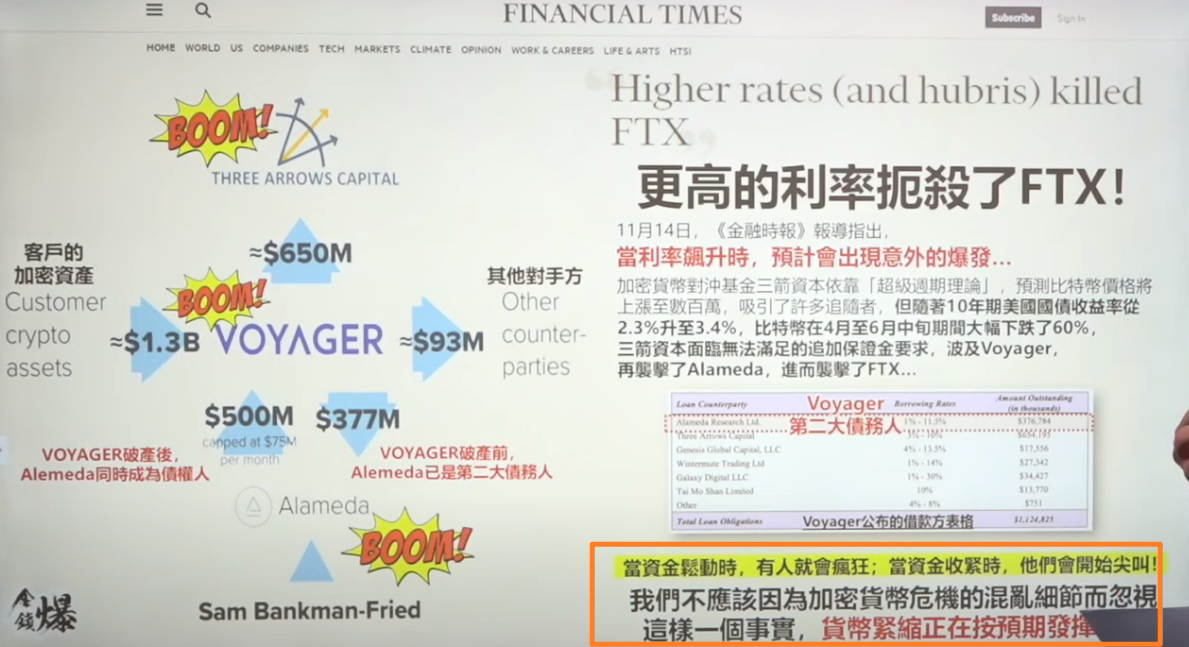 FINANCIAL TIMES
Subscribe
Sign In
HOME WORLD US COMPANIES TECH MARKETS CLIMATE OPINION WORK & CAREERS LIFE & ARTS HTSI
BOOM!
THREE ARROWS CAPITAL
≈$650M
客戶的
加密資產
Customer
crypto
assets
≈$1.3B
BOOM!
VOYAGER
≈$93M
其他對手方
Other
counter-
parties
$500M
capped at $75M
per month
$377M
VOYAGER破產後，
Alemeda同時成為債權人
VOYAGER破產前，
Alemeda已是第二大債務人
Alameda
BOOM!
Sam Bankman-Fried
金錢爆
“Higher rates (and hubris) killed
FTX”
更高的利率扼殺了FTX！
11月14日，《金融時報》報導指出，
當利率飆升時，預計會出現意外的爆發...
加密貨幣對沖基金三箭資本依靠「超級週期理論」，預測比特幣價格將
上漲至數百萬，吸引了許多追隨者，但隨著10年期美國國債收益率從
2.3%升至3.4%，比特幣在4月至6月中旬期間大幅下跌了60%，
三箭資本面臨無法滿足的追加保證金要求，波及Voyager，
再襲擊了Alameda，進而襲擊了FTX...
Loan Counterparty Voyager Borrowing Rates Amount Outstanding
(in thousands)
Alameda Research Ltd. 第二大債務人 1% - 11.5% $376,784
Three Arrows Capital 3% - 10% $654,195
Genesis Global Capital, LLC 4% - 13.5% $17,556
Wintermute Trading Ltd 1% - 14% $27,342
Galaxy Digital LLC 1% - 30% $34,427
Tai Mo Shan Limited 10% $13,770
Other 4% - 8% $751
Total Loan Obligations Voyager公布的借款方表格 $1,124,825
當資金鬆動時，有人就會瘋狂；當資金收緊時，他們會開始尖叫!
我們不應該因為加密貨幣危機的混亂細節而忽視
這樣一個事實，貨幣緊縮正在按預期發揮